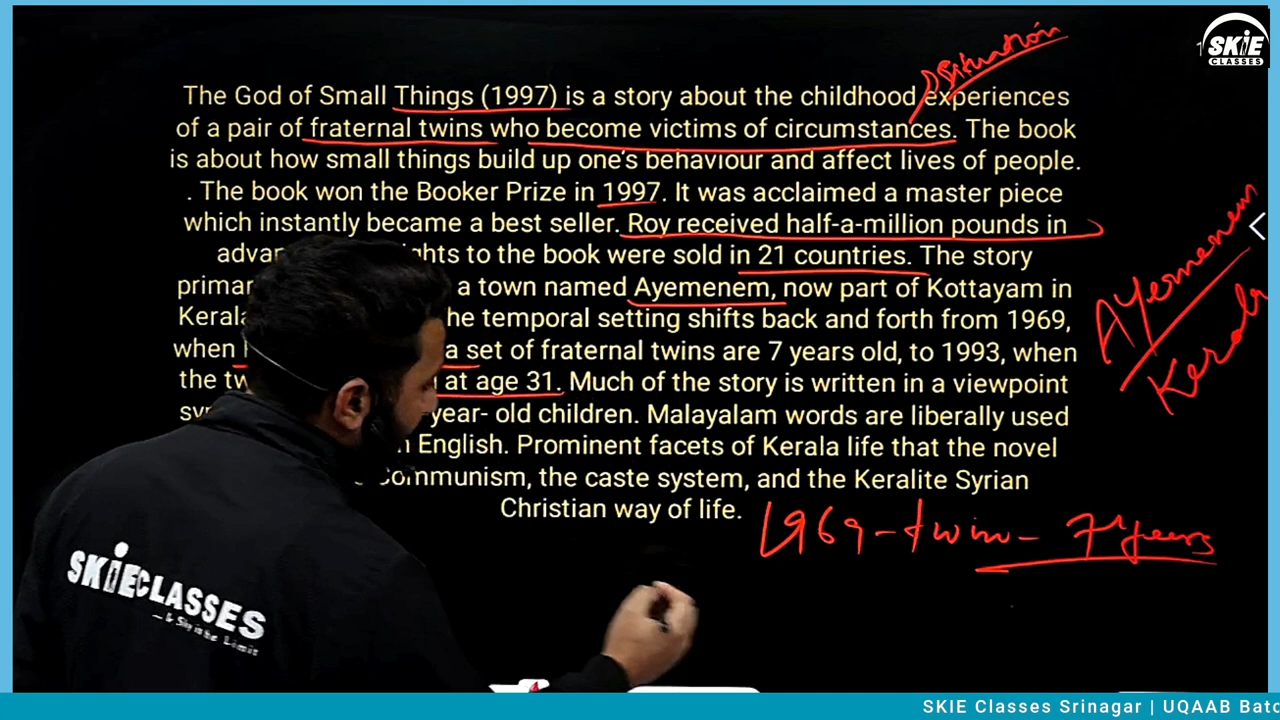 SKIE
CLASSES
situation
The God of Small Things (1997) is a story about the childhood experiences
of a pair of fraternal twins who become victims of circumstances. The book
is about how small things build up one's behaviour and affect lives of people.
. The book won the Booker Prize in 1997. It was acclaimed a master piece
which instantly became a best seller. Roy received half-a-million pounds in
ghts to the book were sold in 21 countries. The story
a town named Ayemenem, now part of Kottayam in
Kerala he temporal setting shifts back and forth from 1969,
when a set of fraternal twins are 7 years old, to 1993, when
the at age 31. Much of the story is written in a viewpoint
year- old children. Malayalam words are liberally used
English. Prominent facets of Kerala life that the novel
Communism, the caste system, and the Keralite Syrian
Christian way of life.
Ayemenem
Kerala
1969-twin- 7 years
SKIE CLASSES
SKIE Classes Srinagar | UQAAB Batc